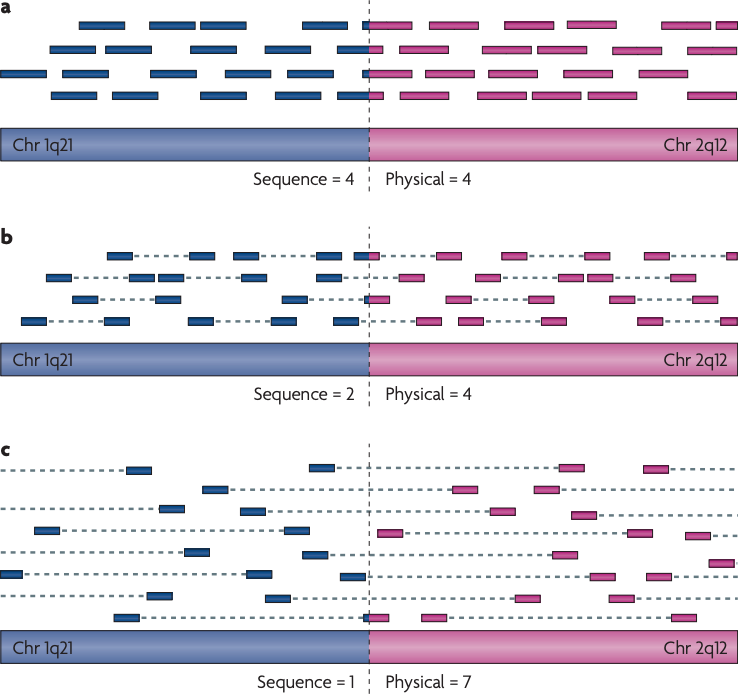 a
Chr 1q21 Chr 2q12
Sequence = 4 Physical = 4
b
Chr 1q21 Chr 2q12
Sequence = 2 Physical = 4
c
Chr 1q21 Chr 2q12
Sequence = 1 Physical = 7